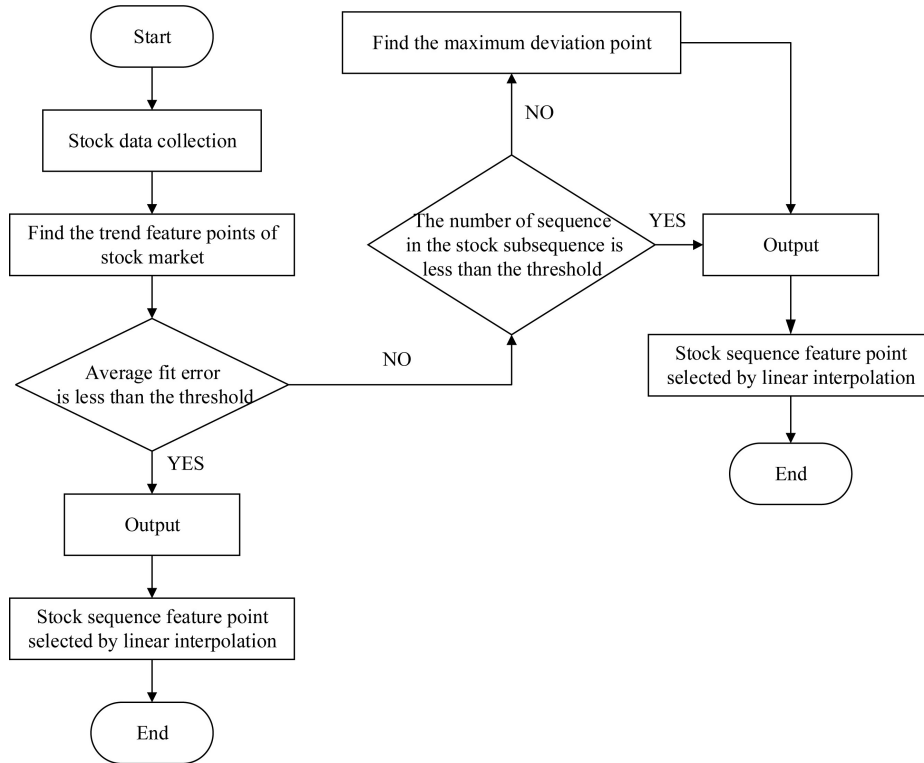 Start
Stock data collection
Find the trend feature points of
stock market
Average fit error
is less than the threshold
YES
Output
Stock sequence feature point
selected by linear interpolation
End
NO
The number of sequence
in the stock subsequence is
less than the threshold
NO
Find the maximum deviation point
YES
Output
Stock sequence feature point
selected by linear interpolation
End